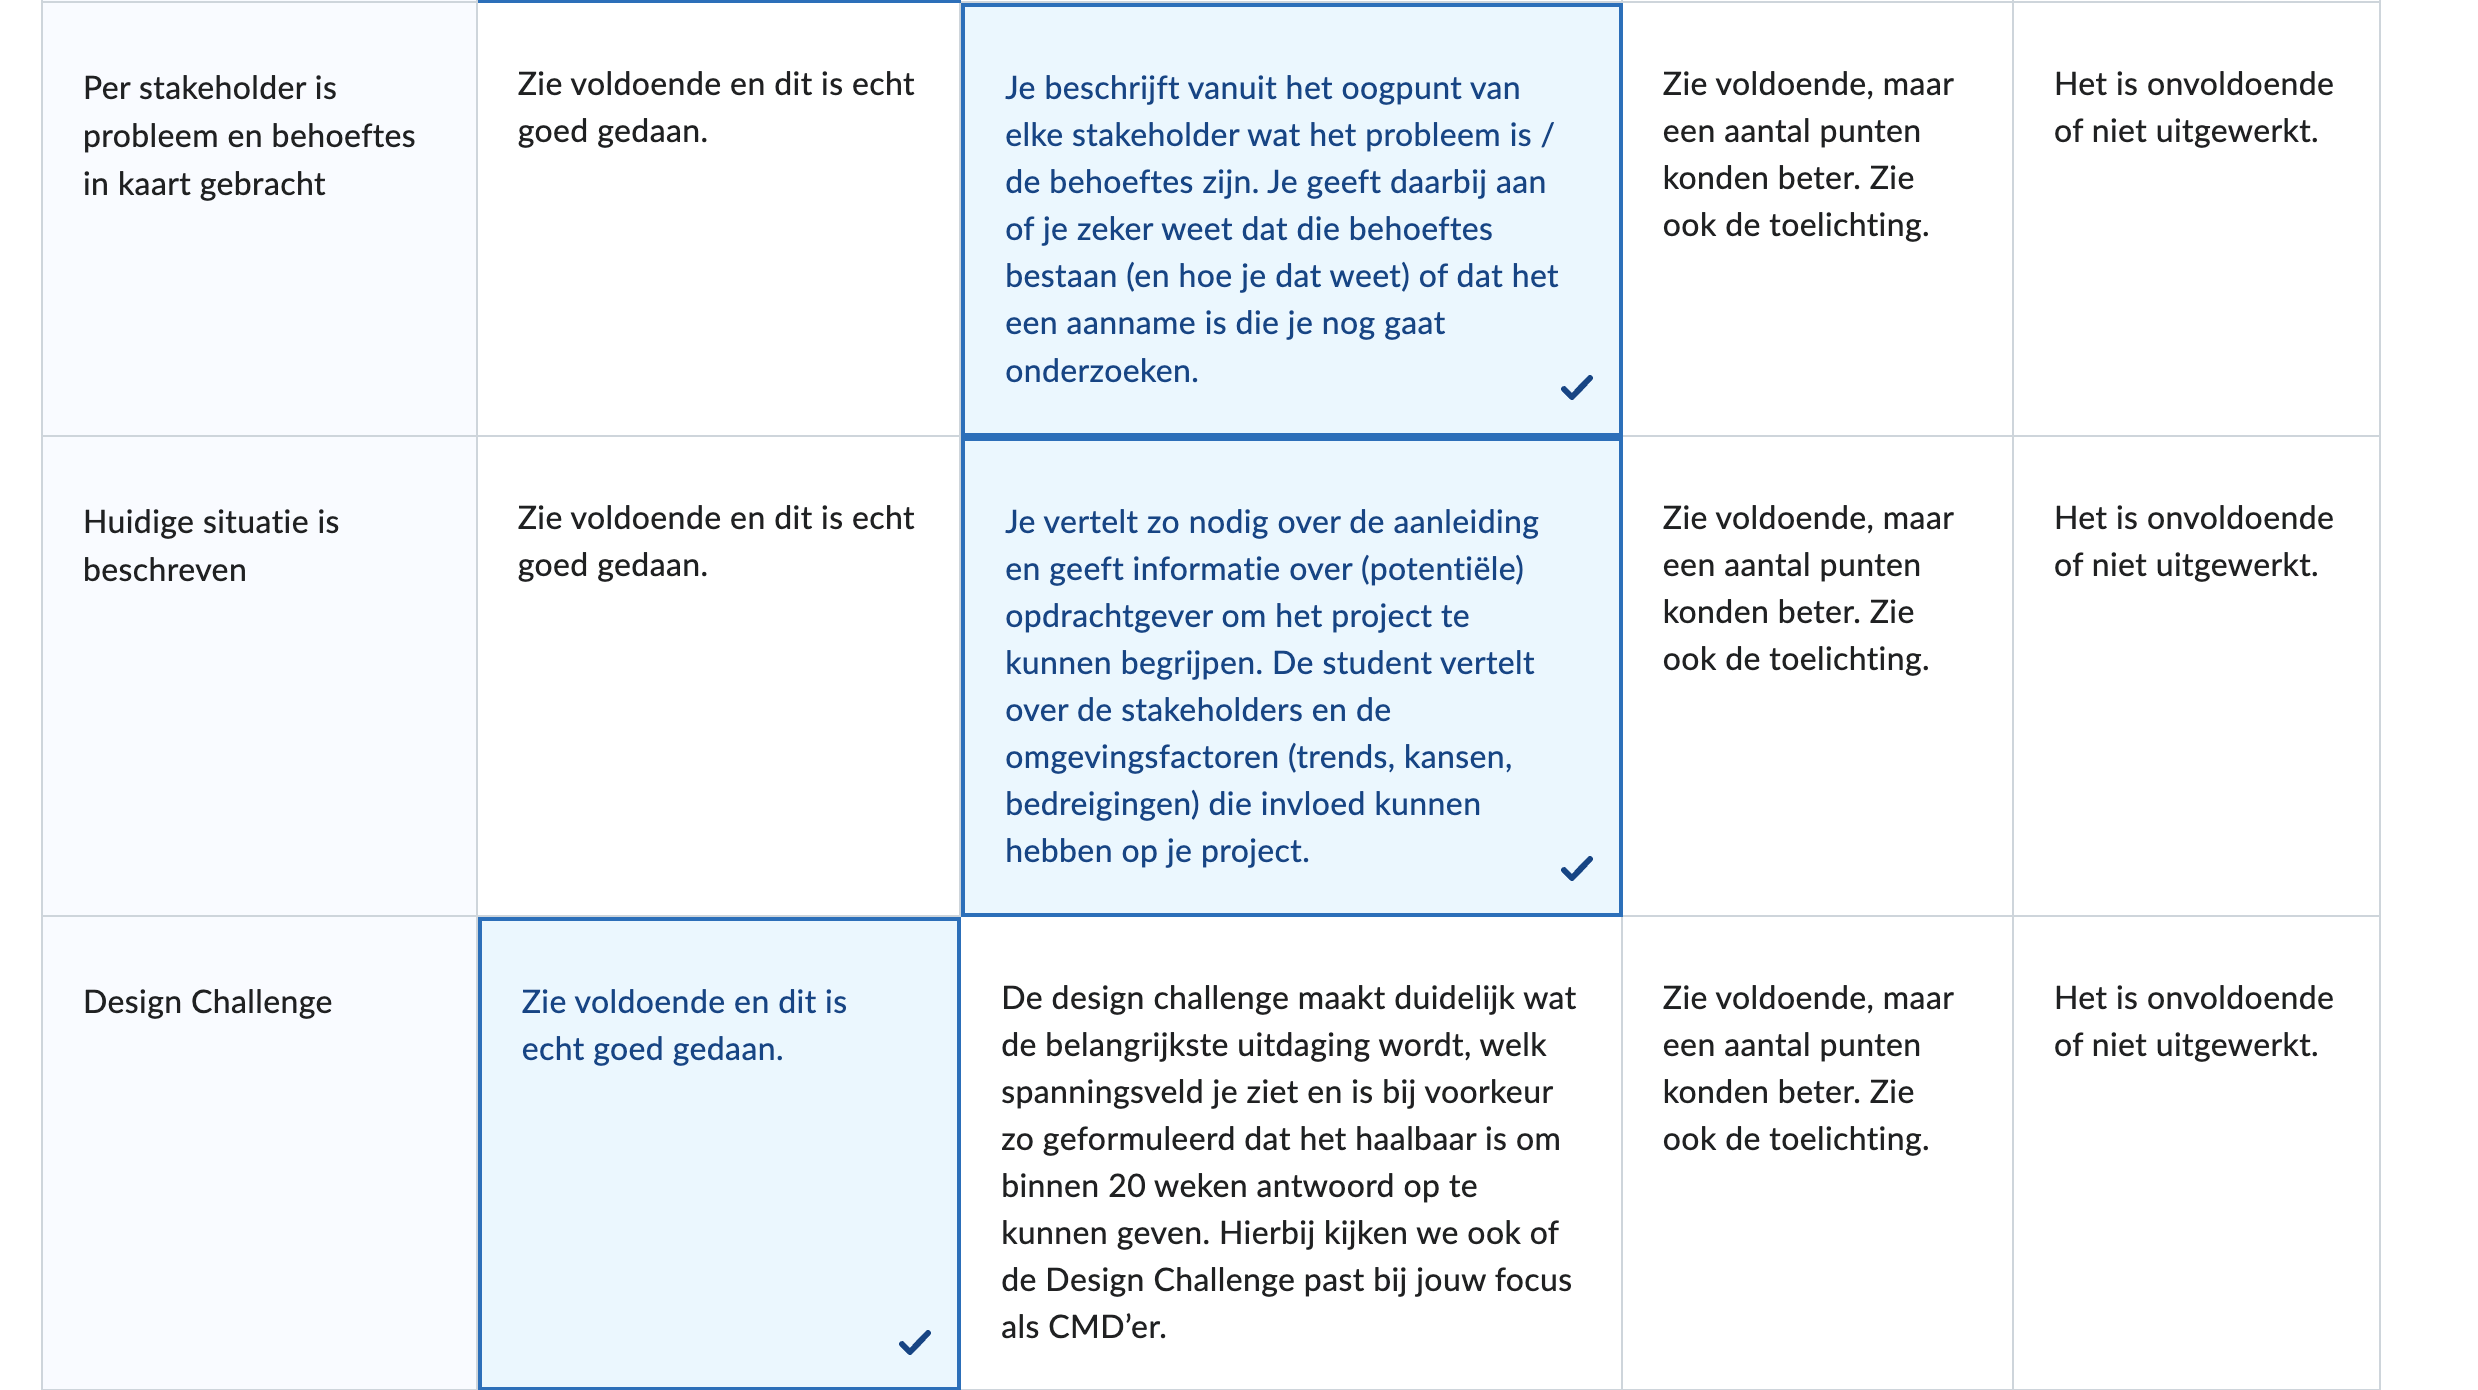 Per stakeholder is
probleem en behoeftes
in kaart gebracht
Zie voldoende en dit is echt
goed gedaan.
Je beschrijft vanuit het oogpunt van
elke stakeholder wat het probleem is /
de behoeftes zijn. Je geeft daarbij aan
of je zeker weet dat die behoeftes
bestaan (en hoe je dat weet) of dat het
een aanname is die je nog gaat
onderzoeken.
Zie voldoende, maar
een aantal punten
konden beter. Zie
ook de toelichting.
Het is onvoldoende
of niet uitgewerkt.
Huidige situatie is
beschreven
Zie voldoende en dit is echt
goed gedaan.
Je vertelt zo nodig over de aanleiding
en geeft informatie over (potentiële)
opdrachtgever om het project te
kunnen begrijpen. De student vertelt
over de stakeholders en de
omgevingsfactoren (trends, kansen,
bedreigingen) die invloed kunnen
hebben op je project.
Zie voldoende, maar
een aantal punten
konden beter. Zie
ook de toelichting.
Het is onvoldoende
of niet uitgewerkt.
Design Challenge
Zie voldoende en dit is
echt goed gedaan.
De design challenge maakt duidelijk wat
de belangrijkste uitdaging wordt, welk
spanningsveld je ziet en is bij voorkeur
zo geformuleerd dat het haalbaar is om
binnen 20 weken antwoord op te
kunnen geven. Hierbij kijken we ook of
de Design Challenge past bij jouw focus
als CMD’er.
Zie voldoende, maar
een aantal punten
konden beter. Zie
ook de toelichting.
Het is onvoldoende
of niet uitgewerkt.